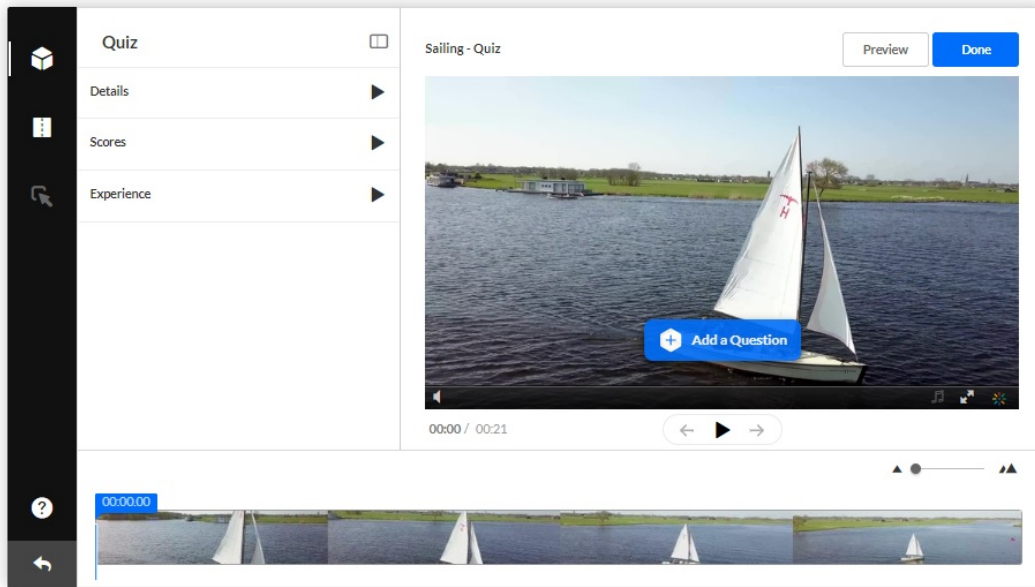 Quiz
Details
Scores
Experience
Sailing - Quiz
Preview
Done
H
Add a Question
00:00 / 00:21
?
00:00.00